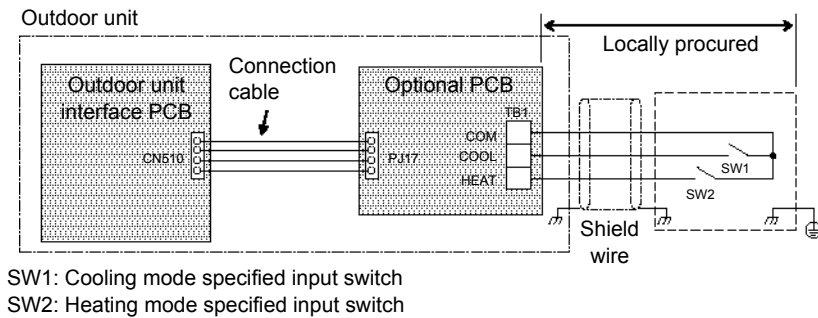 Outdoor unit
Locally procured
Outdoor unit
interface PCB
Connection
cable
Optional PCB
TB1
COM
CN510
PJ17
COOL
SW1
HEAT
SW2
Shield
wire
SW1: Cooling mode specified input switch
SW2: Heating mode specified input switch